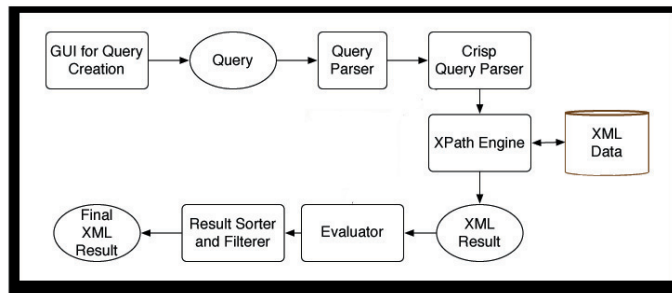 GUI for Query
Creation
Query
Query
Parser
Crisp
Query Parser
XPath Engine
XML
Data
Final
XML
Result
Result Sorter
and Filterer
Evaluator
XML
Result